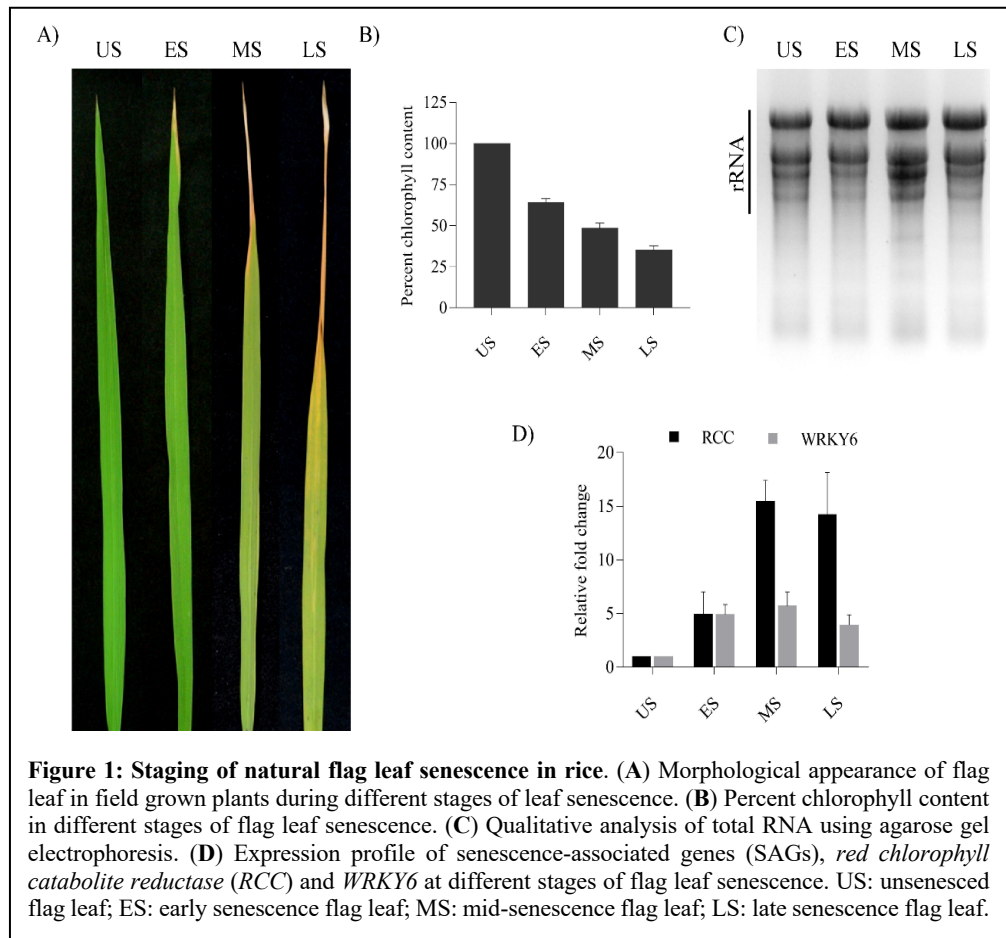 A)
US ES MS LS
B)
Percent chlorophyll content
125
100
75
50
25
0
US ES MS LS
C)
US ES MS LS
rRNA
D)
RCC WRKY6
Relative fold change
20
15
10
5
0
US ES MS LS
Figure 1: Staging of natural flag leaf senescence in rice. (A) Morphological appearance of flag
leaf in field grown plants during different stages of leaf senescence. (B) Percent chlorophyll content
in different stages of flag leaf senescence. (C) Qualitative analysis of total RNA using agarose gel
electrophoresis. (D) Expression profile of senescence-associated genes (SAGs), red chlorophyll
catabolite reductase (RCC) and WRKY6 at different stages of flag leaf senescence. US: unsenesced
flag leaf; ES: early senescence flag leaf; MS: mid-senescence flag leaf; LS: late senescence flag leaf.